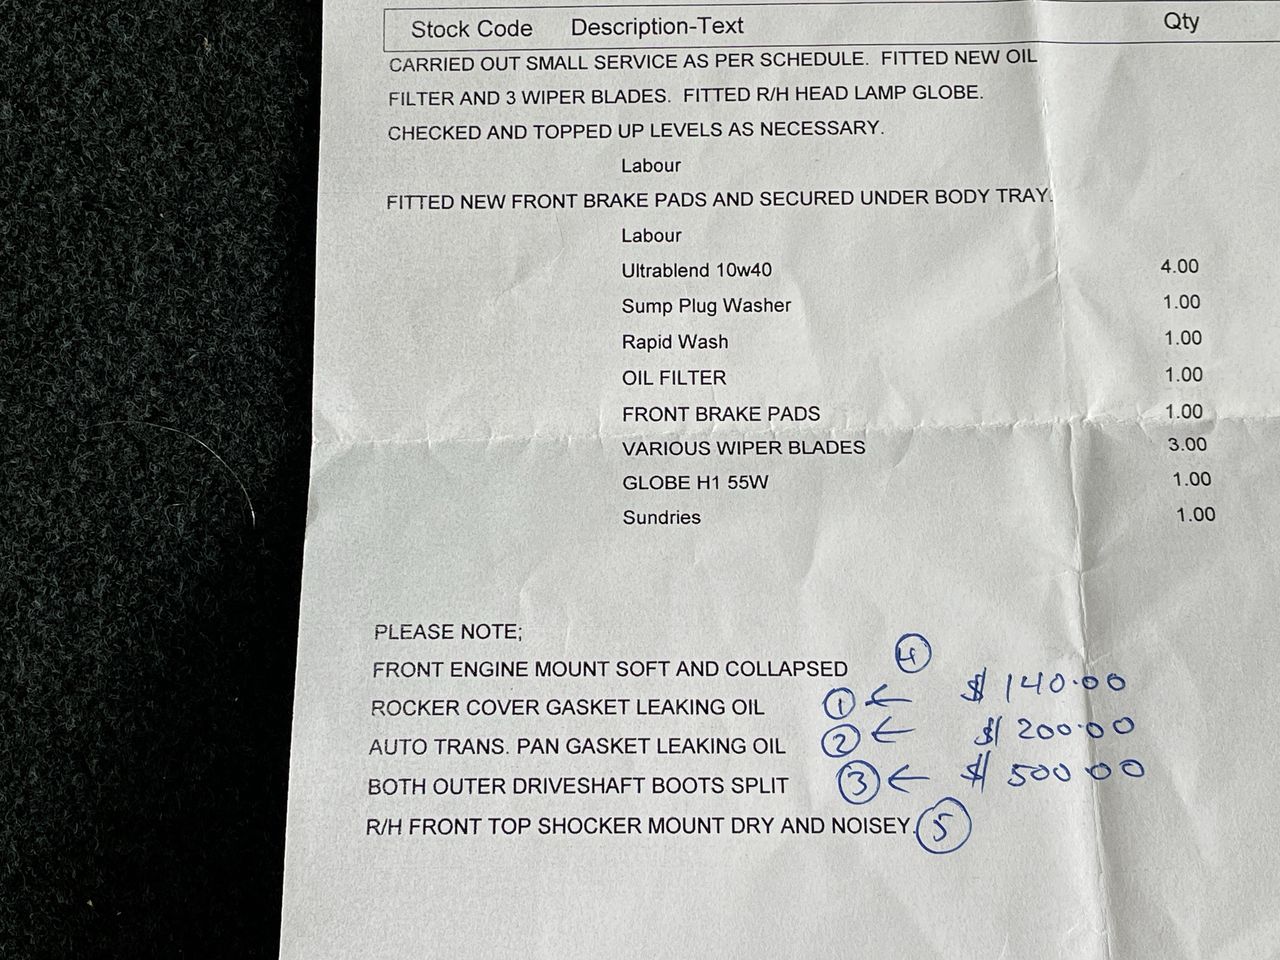 Stock Code Description-Text Qty
CARRIED OUT SMALL SERVICE AS PER SCHEDULE. FITTED NEW OIL
FILTER AND 3 WIPER BLADES. FITTED R/H HEAD LAMP GLOBE.
CHECKED AND TOPPED UP LEVELS AS NECESSARY.
Labour
FITTED NEW FRONT BRAKE PADS AND SECURED UNDER BODY TRAY.
Labour
Ultrablend 10w40 4.00
Sump Plug Washer 1.00
Rapid Wash 1.00
OIL FILTER 1.00
FRONT BRAKE PADS 1.00
VARIOUS WIPER BLADES 3.00
GLOBE H1 55W 1.00
Sundries 1.00
PLEASE NOTE;
FRONT ENGINE MOUNT SOFT AND COLLAPSED 4
ROCKER COVER GASKET LEAKING OIL 1 ← $ 140.00
AUTO TRANS. PAN GASKET LEAKING OIL 2 ← $ 200.00
BOTH OUTER DRIVESHAFT BOOTS SPLIT 3 ← $ 500.00
R/H FRONT TOP SHOCKER MOUNT DRY AND NOISEY. 5